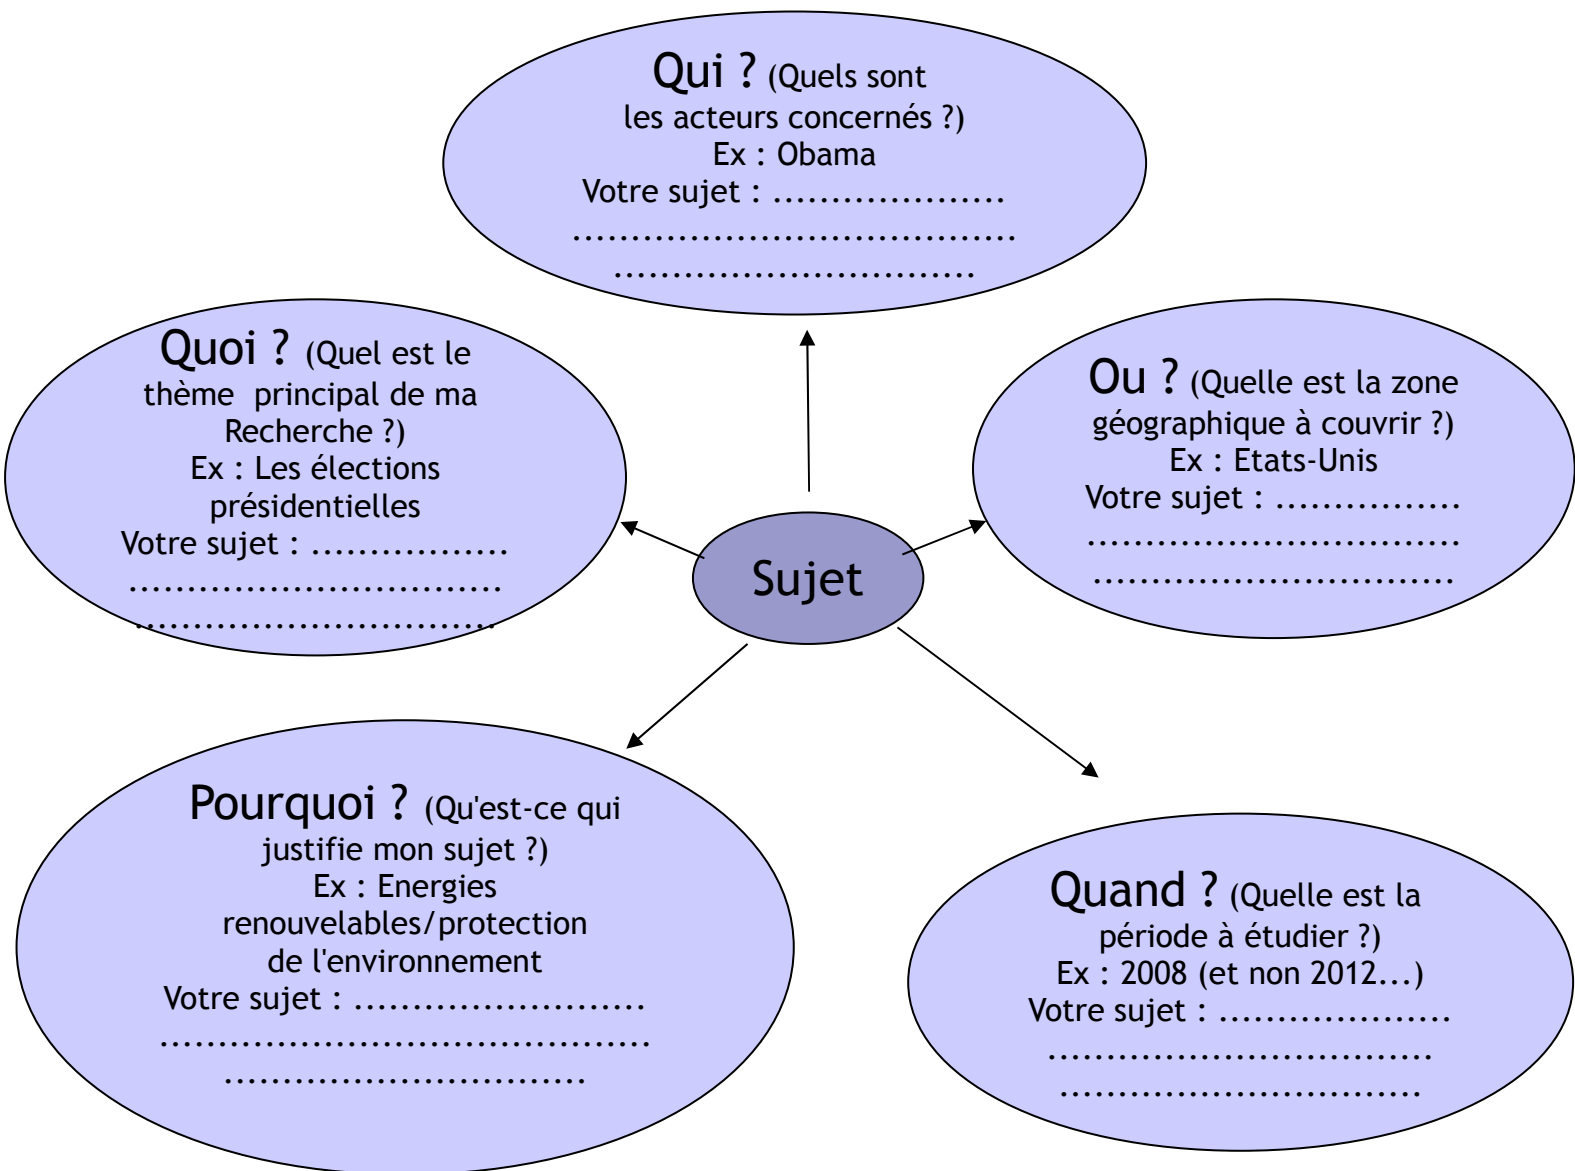 Qui ? (Quels sont
les acteurs concernés ?)
Ex : Obama
Votre sujet : ....................
......................................
...............................
Quoi ? (Quel est le
thème principal de ma
Recherche ?)
Ex : Les élections
présidentielles
Votre sujet : .................
................................
...............................
Ou ? (Quelle est la zone
géographique à couvrir ?)
Ex : Etats-Unis
Votre sujet : ................
................................
...............................
Sujet
Pourquoi ? (Qu'est-ce qui
justifie mon sujet ?)
Ex : Energies
renouvelables/protection
de l'environnement
Votre sujet : .........................
..........................................
...............................
Quand ? (Quelle est la
période à étudier ?)
Ex : 2008 (et non 2012...)
Votre sujet : ....................
.................................
...............................